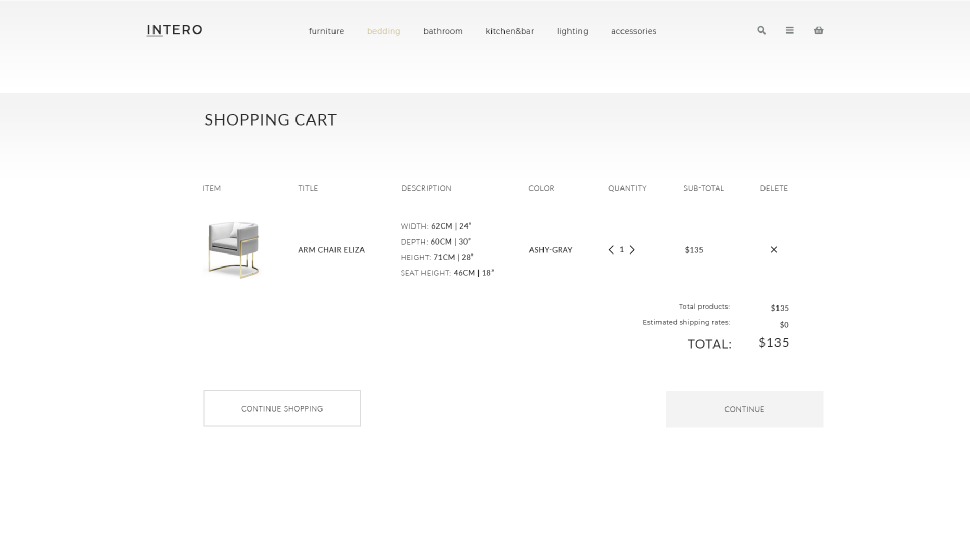 INTERO
furniture bedding bathroom kitchen&bar lighting accessories
SHOPPING CART
ITEM TITLE DESCRIPTION COLOR QUANTITY SUB-TOTAL DELETE
WIDTH: 62CM | 24"
DEPTH: 60CM | 30"
ARM CHAIR ELIZA ASHY-GRAY 1 $135
HEIGHT: 71CM | 28"
SEAT HEIGHT: 46CM | 18"
Total products: $135
Estimated shipping rates: $0
TOTAL: $135
CONTINUE SHOPPING CONTINUE